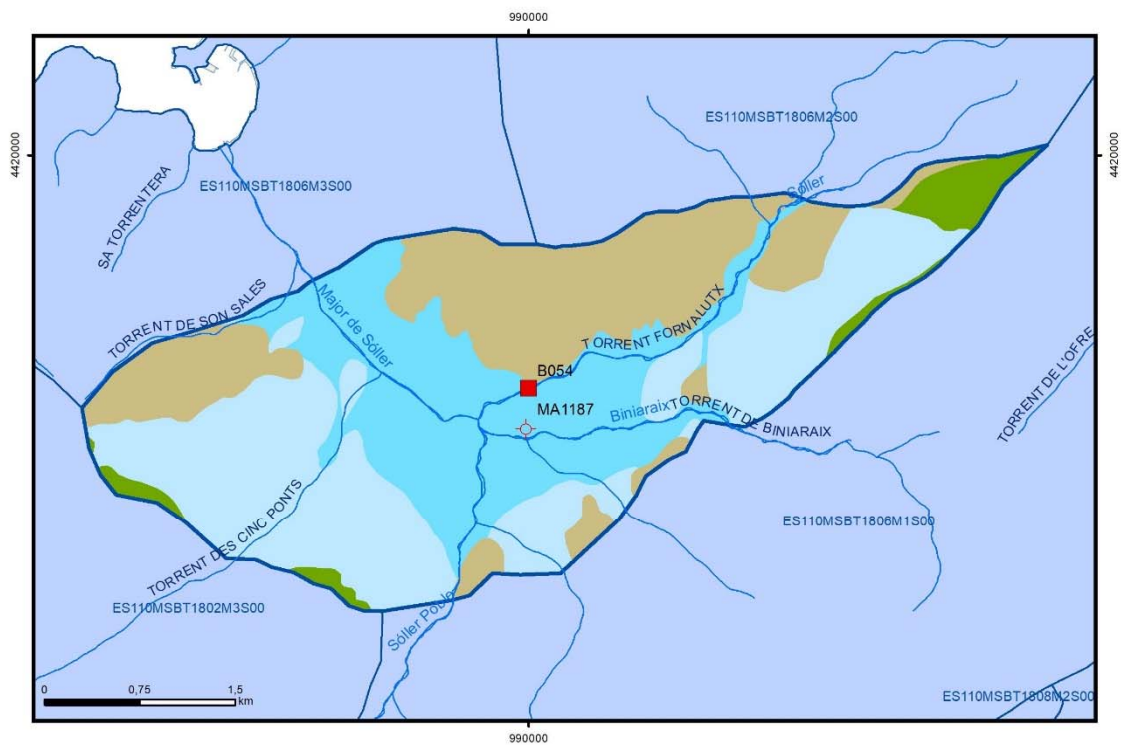 990000
4420000
4420000
ES110MSBT1806M2S00
ES110MSBT1806M3S00
Sóller
SA TORRENTERA
Major de Sóller
TORRENT DE SON SALES
TORRENT FORNALUTX
B054
MA1187
Biniaraix
TORRENT DE BINIARAIX
TORRENT DE L'OFRE
TORRENT DES CINC PONTS
ES110MSBT1806M1S00
ES110MSBT1802M3S00
Sóller Poble
ES110MSBT1808M2S00
0 0,75 1,5
km
990000